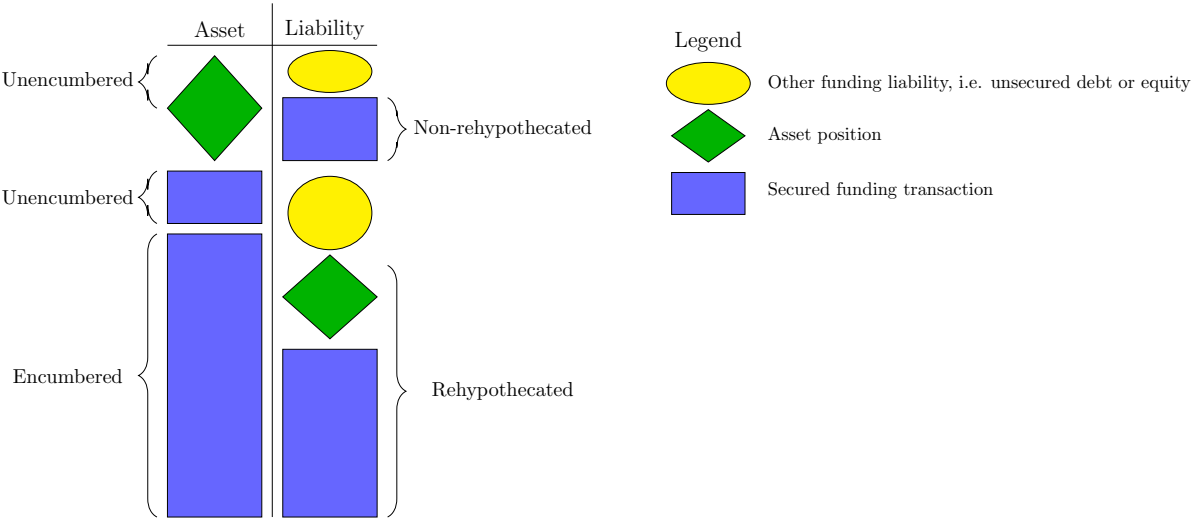 Asset
Liability
Unencumbered
Non-rehypothecated
Unencumbered
Encumbered
Rehypothecated
Legend
Other funding liability, i.e. unsecured debt or equity
Asset position
Secured funding transaction